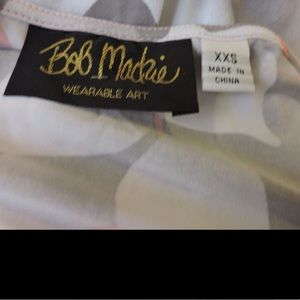 Bob Mackie
WEARABLE ART
XXS
MADE IN
CHINA